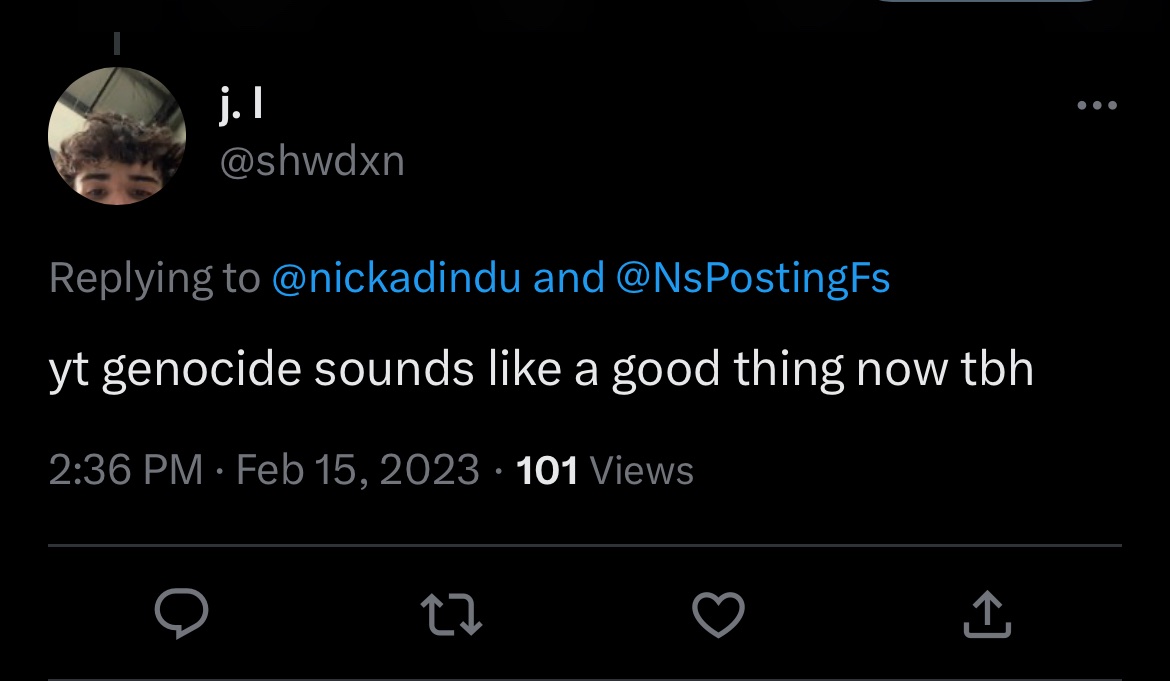 j. l
@shwdxn
Replying to @nickadindu and @NsPostingFs
yt genocide sounds like a good thing now tbh
2:36 PM · Feb 15, 2023 · 101 Views